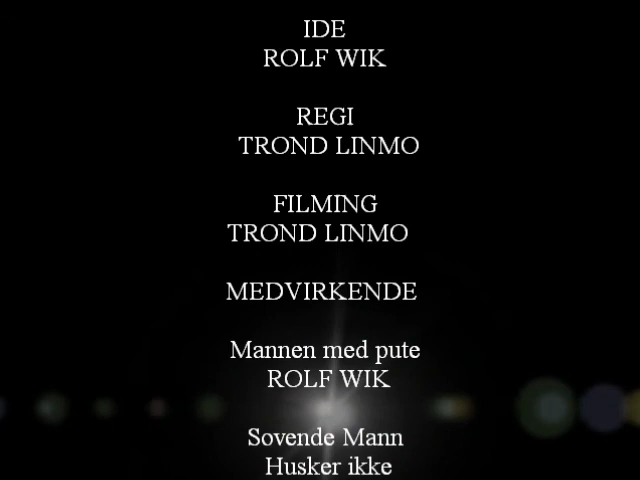 IDE
ROLF WIK
REGI
TROND LINMO
FILMING
TROND LINMO
MEDVIRKENDE
Mannen med pute
ROLF WIK
Sovende Mann
Husker ikke